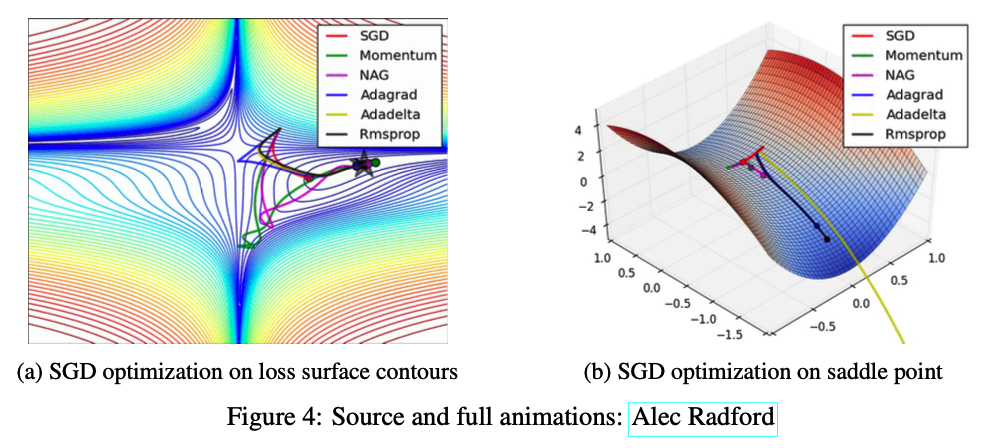 SGD
Momentum
NAG
Adagrad
Adadelta
Rmsprop
SGD
Momentum
NAG
Adagrad
Adadelta
Rmsprop
4
2
0
−2
−4
1.0
0.5
0.0
−0.5
−1.0
−1.5
1.0
0.5
0.0
−0.5
(a) SGD optimization on loss surface contours
(b) SGD optimization on saddle point
Figure 4: Source and full animations: Alec Radford